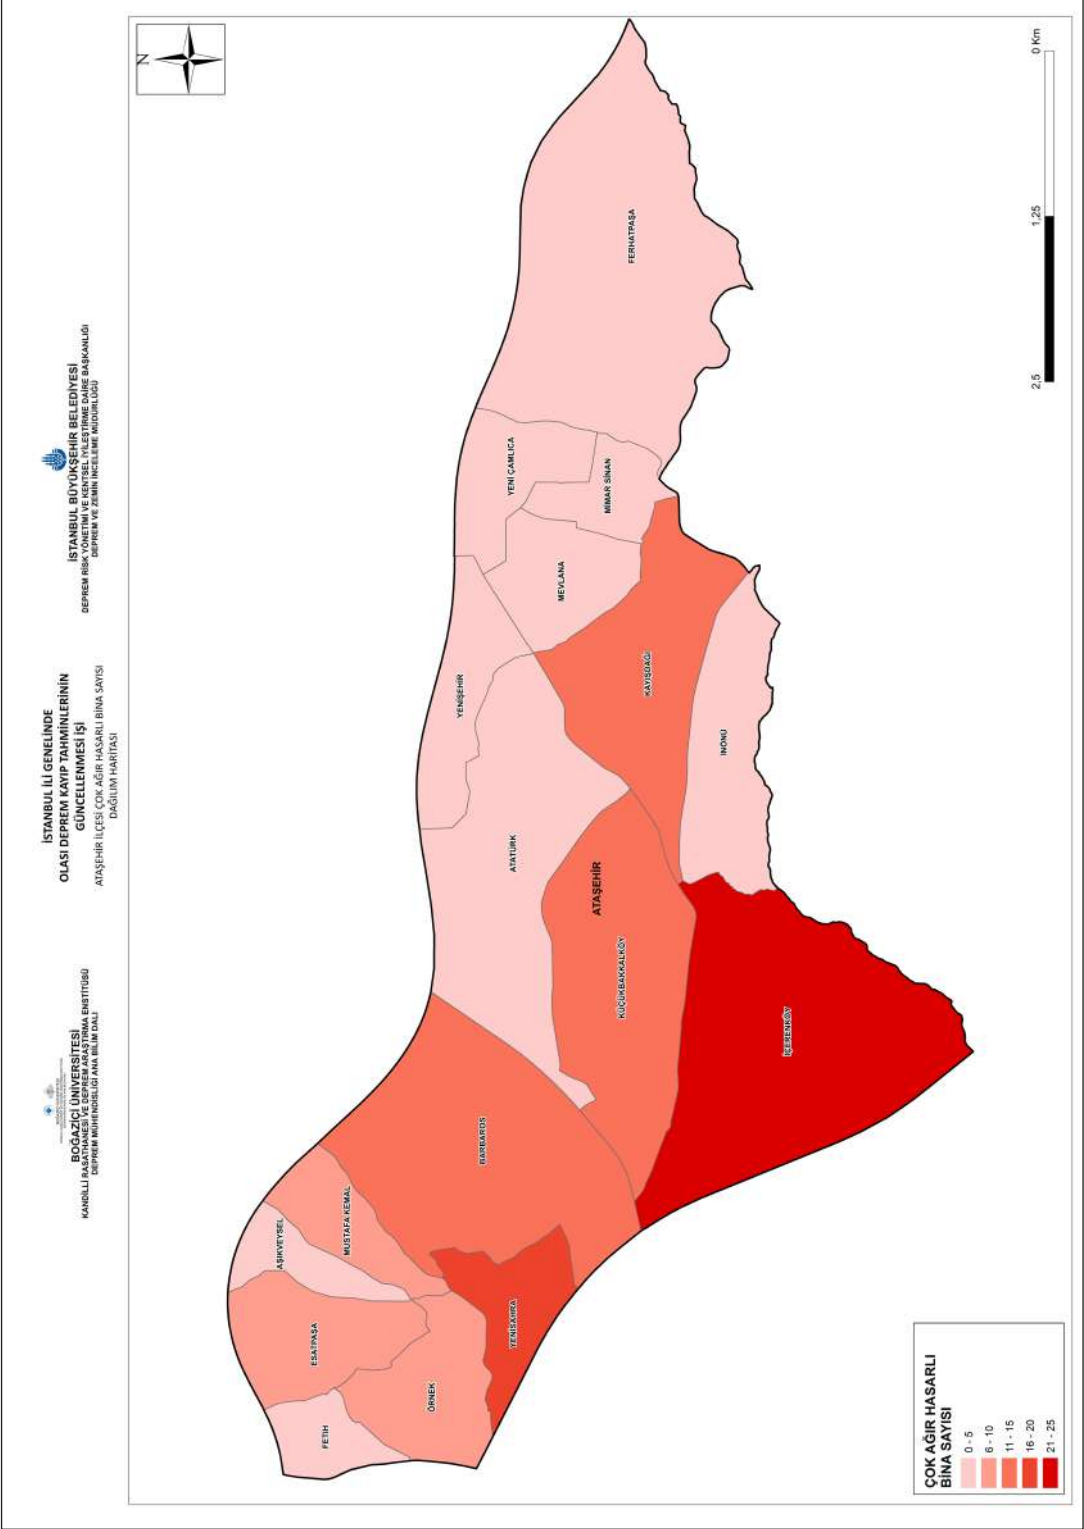 BOĞAZİÇİ ÜNİVERSİTESİ
KANDİLLİ RASATHANESİ VE DEPREM ARAŞTIRMA ENSTİTÜSÜ
DEPREM MÜHENDİSLİĞİ ANA BİLİM DALI
İSTANBUL İLİ GENELİNDE
OLASI DEPREM KAYIP TAHMİNLERİNİN
GÜNCELLENMESİ İŞİ
ATAŞEHİR İLÇESİ ÇOK AĞIR HASARLI BİNA SAYISI
DAĞILIM HARİTASI
İSTANBUL BÜYÜKŞEHİR BELEDİYESİ
DEPREM RİSK YÖNETİMİ VE KENTSEL İYİLEŞTİRME DAİRE BAŞKANLIĞI
DEPREM VE ZEMİN İNCELEME MÜDÜRLÜĞÜ
N
FETİH
ESATPAŞA
AŞIKVEYSEL
MUSTAFA KEMAL
ÖRNEK
YENİSAHRA
BARBAROS
ATATÜRK
YENİŞEHİR
YENİ ÇAMLICA
MİMAR SİNAN
MEVLANA
FERHATPAŞA
KAYIŞDAĞI
ATAŞEHİR
KÜÇÜKBAKKALKÖY
İNÖNÜ
İÇERENKÖY
ÇOK AĞIR HASARLI
BİNA SAYISI
0 - 5
6 - 10
11 - 15
16 - 20
21 - 25
2,5
1,25
0 Km